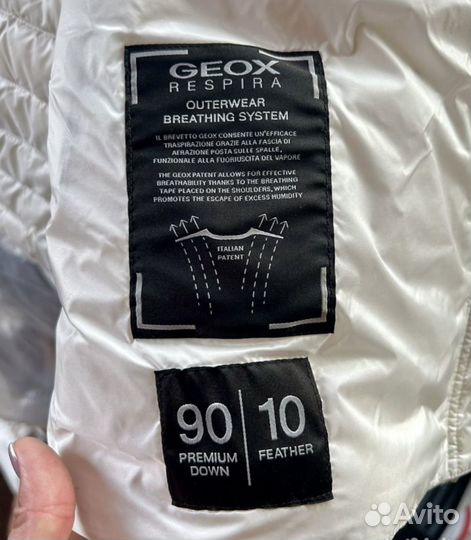 GEOX
RESPIRA
OUTERWEAR
BREATHING SYSTEM
IL BREVETTO GEOX CONSENTE UN'EFFICACE
TRASPIRAZIONE GRAZIE ALLA FASCIA DI
AERAZIONE POSTA SULLE SPALLE,
FUNZIONALE ALLA FUORIUSCITA DEL VAPORE
THE GEOX PATENT ALLOWS FOR EFFECTIVE
BREATHABILITY THANKS TO THE BREATHING
TAPE PLACED ON THE SHOULDERS, WHICH
PROMOTES THE ESCAPE OF EXCESS HUMIDITY
ITALIAN
PATENT
90
PREMIUM
DOWN
10
FEATHER
Avito